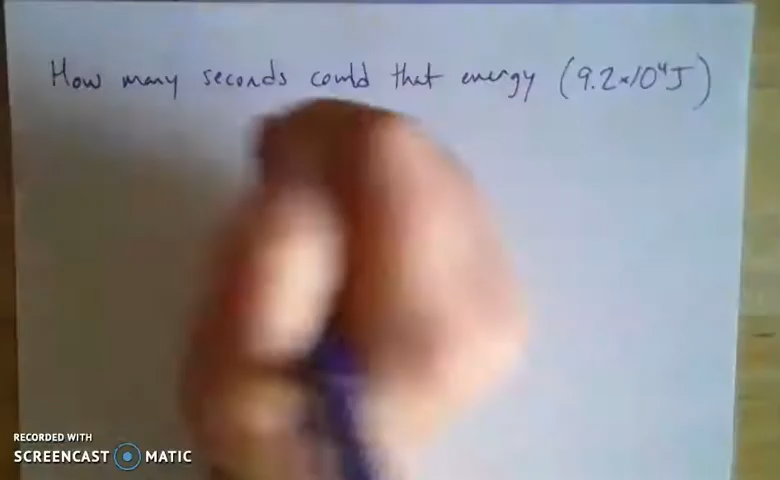 How many seconds could that energy (9.2×10⁴J)
RECORDED WITH
SCREENCAST MATIC